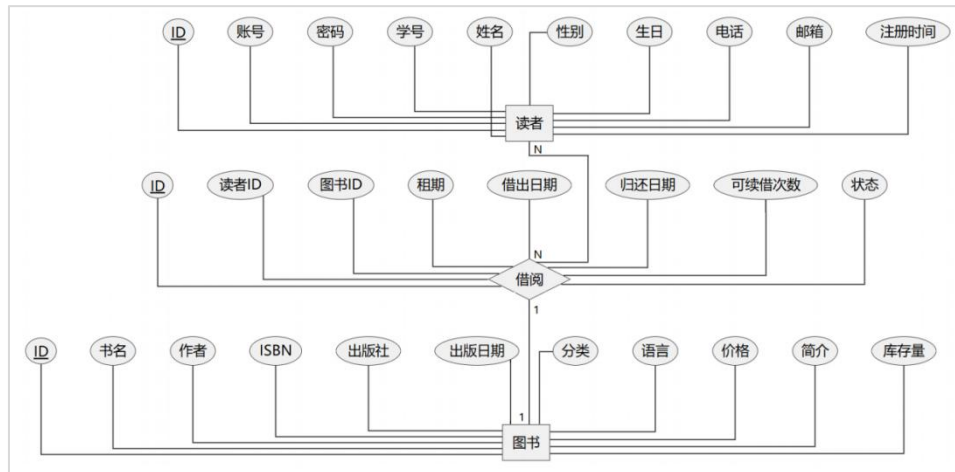 ID 账号 密码 学号 姓名 性别 生日 电话 邮箱 注册时间
读者
N
ID 读者ID 图书ID 租期 借出日期 归还日期 可续借次数 状态
N
借阅
1
ID 书名 作者 ISBN 出版社 出版日期 分类 语言 价格 简介 库存量
1
图书